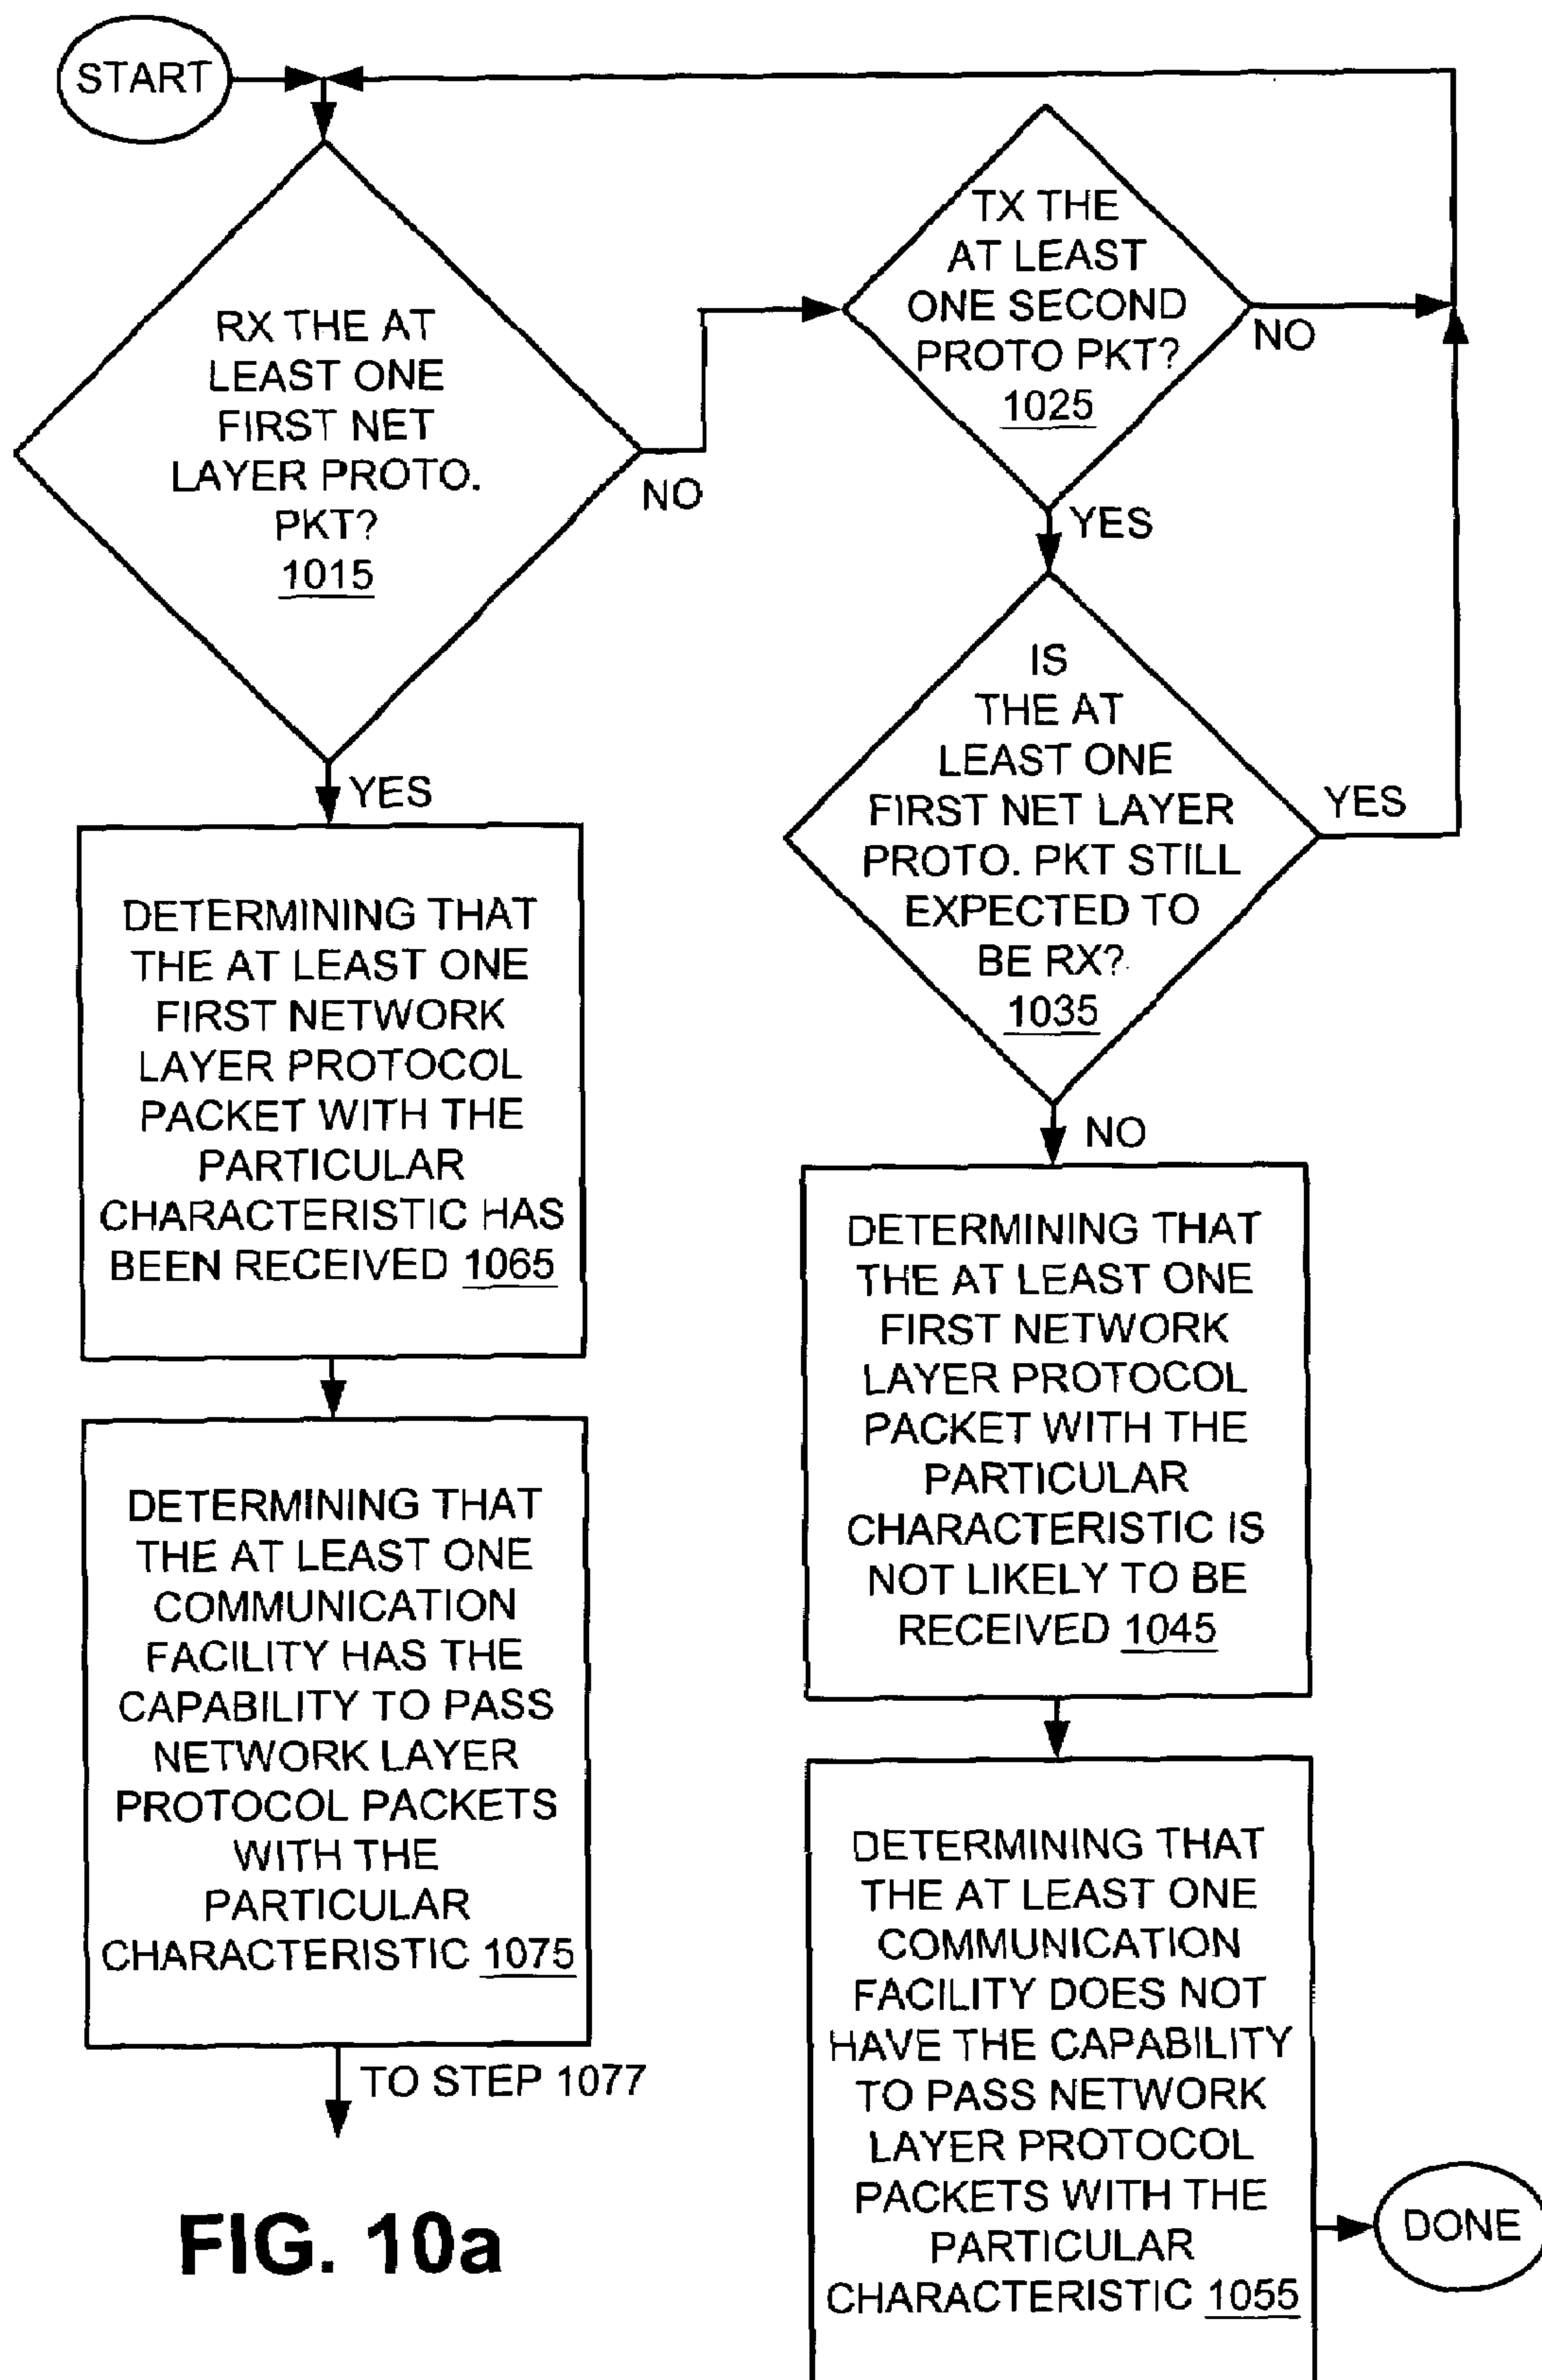 START
RX THE AT
LEAST ONE
FIRST NET
LAYER PROTO.
PKT?
1015
NO
YES
TX THE
AT LEAST
ONE SECOND
PROTO PKT?
1025
NO
YES
IS
THE AT
LEAST ONE
FIRST NET LAYER
PROTO. PKT STILL
EXPECTED TO
BE RX?
1035
YES
NO
DETERMINING THAT
THE AT LEAST ONE
FIRST NETWORK
LAYER PROTOCOL
PACKET WITH THE
PARTICULAR
CHARACTERISTIC HAS
BEEN RECEIVED 1065
DETERMINING THAT
THE AT LEAST ONE
COMMUNICATION
FACILITY HAS THE
CAPABILITY TO PASS
NETWORK LAYER
PROTOCOL PACKETS
WITH THE
PARTICULAR
CHARACTERISTIC 1075
TO STEP 1077
DETERMINING THAT
THE AT LEAST ONE
FIRST NETWORK
LAYER PROTOCOL
PACKET WITH THE
PARTICULAR
CHARACTERISTIC IS
NOT LIKELY TO BE
RECEIVED 1045
DETERMINING THAT
THE AT LEAST ONE
COMMUNICATION
FACILITY DOES NOT
HAVE THE CAPABILITY
TO PASS NETWORK
LAYER PROTOCOL
PACKETS WITH THE
PARTICULAR
CHARACTERISTIC 1055
DONE
FIG. 10a